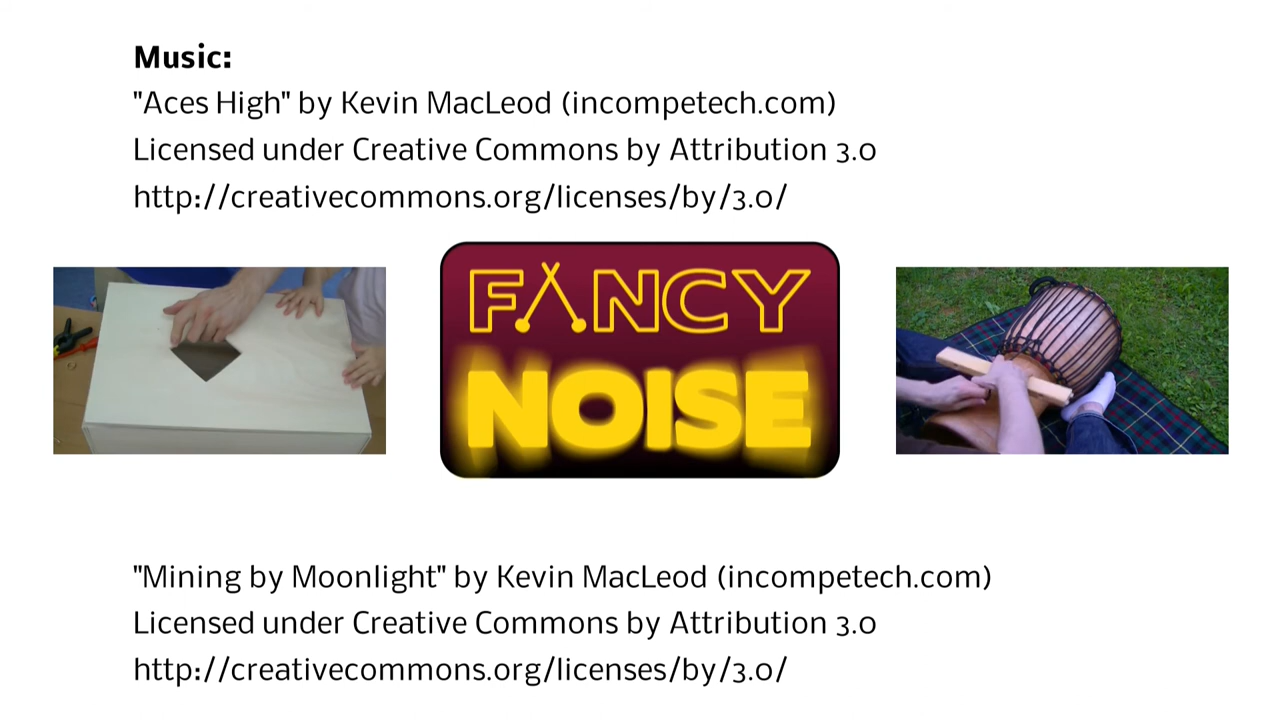 Music:
"Aces High" by Kevin MacLeod (incompetech.com)
Licensed under Creative Commons by Attribution 3.0
http://creativecommons.org/licenses/by/3.0/
FANCY
NOISE
"Mining by Moonlight" by Kevin MacLeod (incompetech.com)
Licensed under Creative Commons by Attribution 3.0
http://creativecommons.org/licenses/by/3.0/